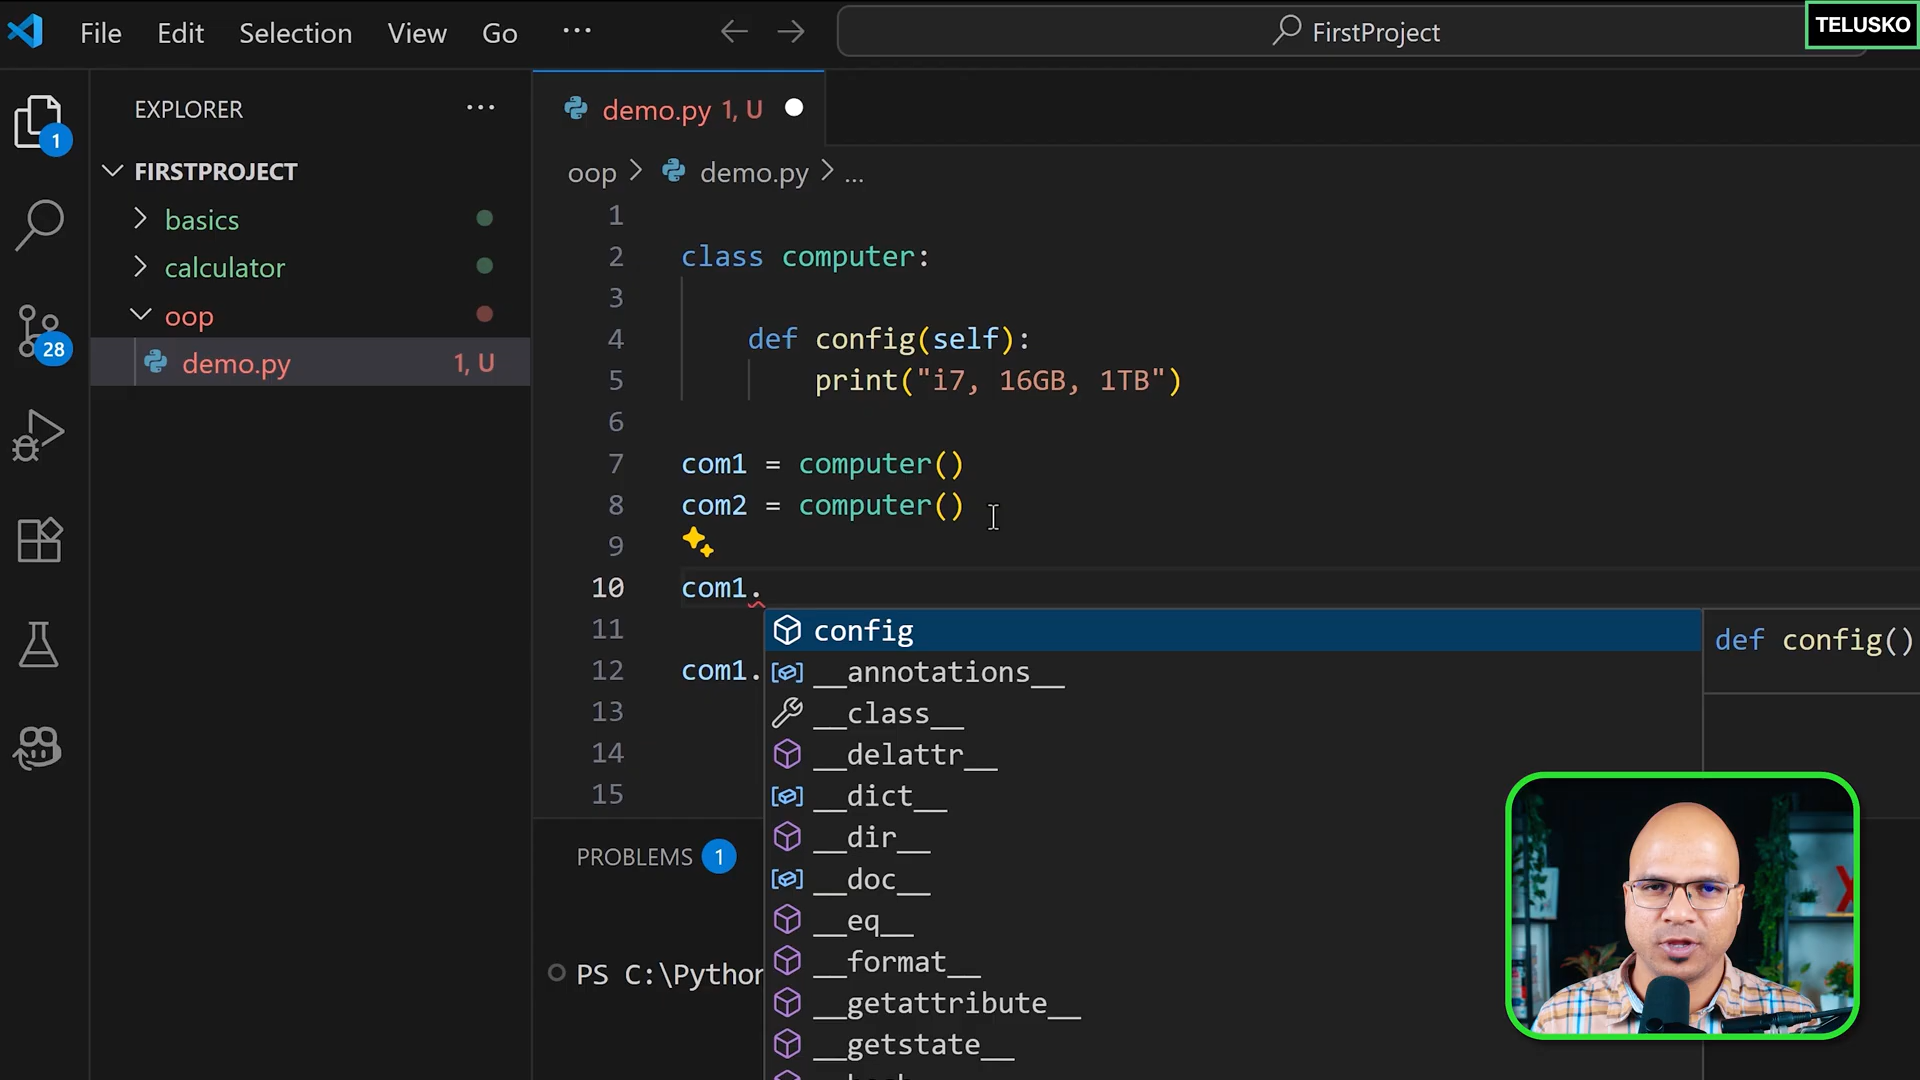 File Edit Selection View Go ... FirstProject TELUSKO
EXPLORER ...
demo.py 1, U
1
FIRSTPROJECT
oop > demo.py > ...
basics
calculator
oop
28
demo.py 1, U
1
2 class computer:
3
4 def config(self):
5 print("i7, 16GB, 1TB")
6
7 com1 = computer()
8 com2 = computer()
9
10 com1.
11
12 com1.
13
14
15
config
__annotations__
__class__
__delattr__
__dict__
__dir__
__doc__
__eq__
__format__
__getattribute__
__getstate__
def config()
PROBLEMS 1
PS C:\Python